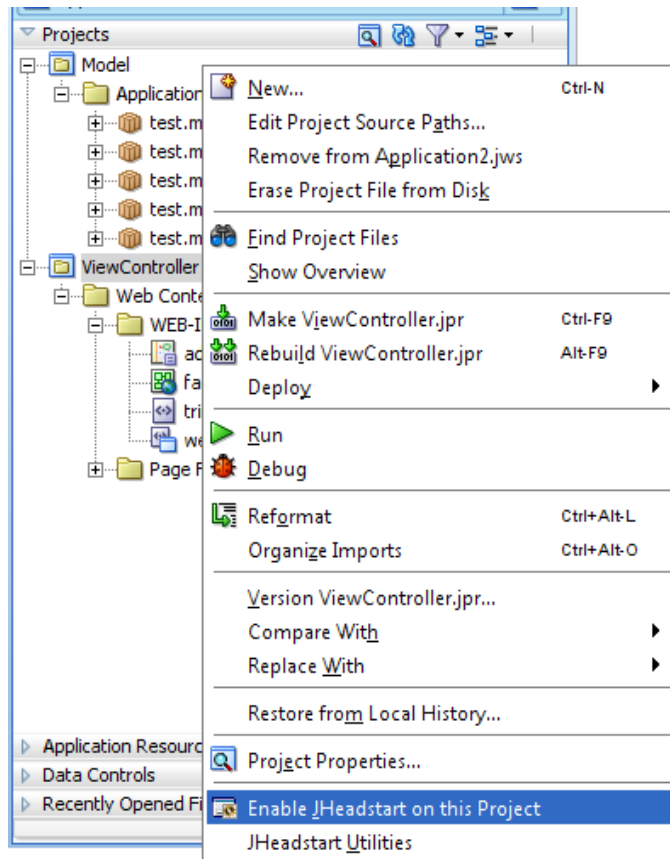 Projects
Model
Application
test.m
test.m
test.m
test.m
test.m
ViewController
Web Conte
WEB-I
ac
fa
tri
we
Page F
Application Resourc
Data Controls
Recently Opened Fi
New... Ctrl-N
Edit Project Source Paths...
Remove from Application2.jws
Erase Project File from Disk
Find Project Files
Show Overview
Make ViewController.jpr Ctrl-F9
Rebuild ViewController.jpr Alt-F9
Deploy
Run
Debug
Reformat Ctrl+Alt-L
Organize Imports Ctrl+Alt-O
Version ViewController.jpr...
Compare With
Replace With
Restore from Local History...
Project Properties...
Enable JHeadstart on this Project
JHeadstart Utilities